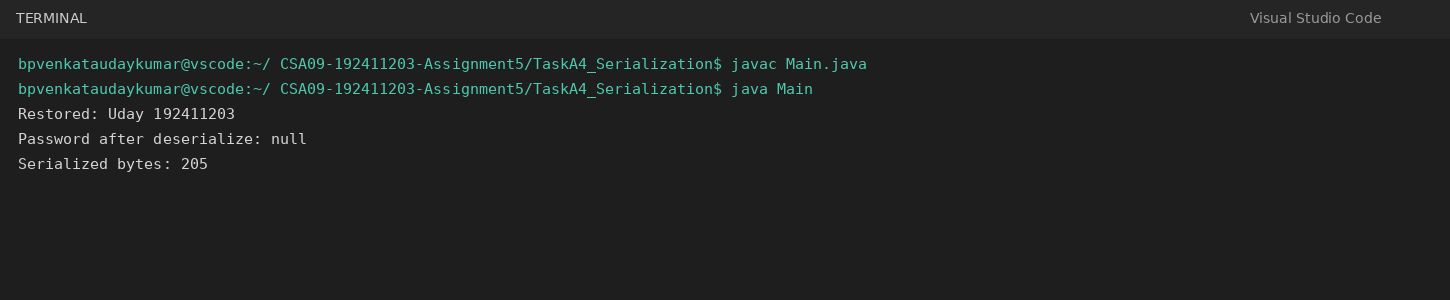 TERMINAL
Visual Studio Code
bpvenkataudaykumar@vscode:~/ CSA09-192411203-Assignment5/TaskA4_Serialization$ javac Main.java
bpvenkataudaykumar@vscode:~/ CSA09-192411203-Assignment5/TaskA4_Serialization$ java Main
Restored: Uday 192411203
Password after deserialize: null
Serialized bytes: 205